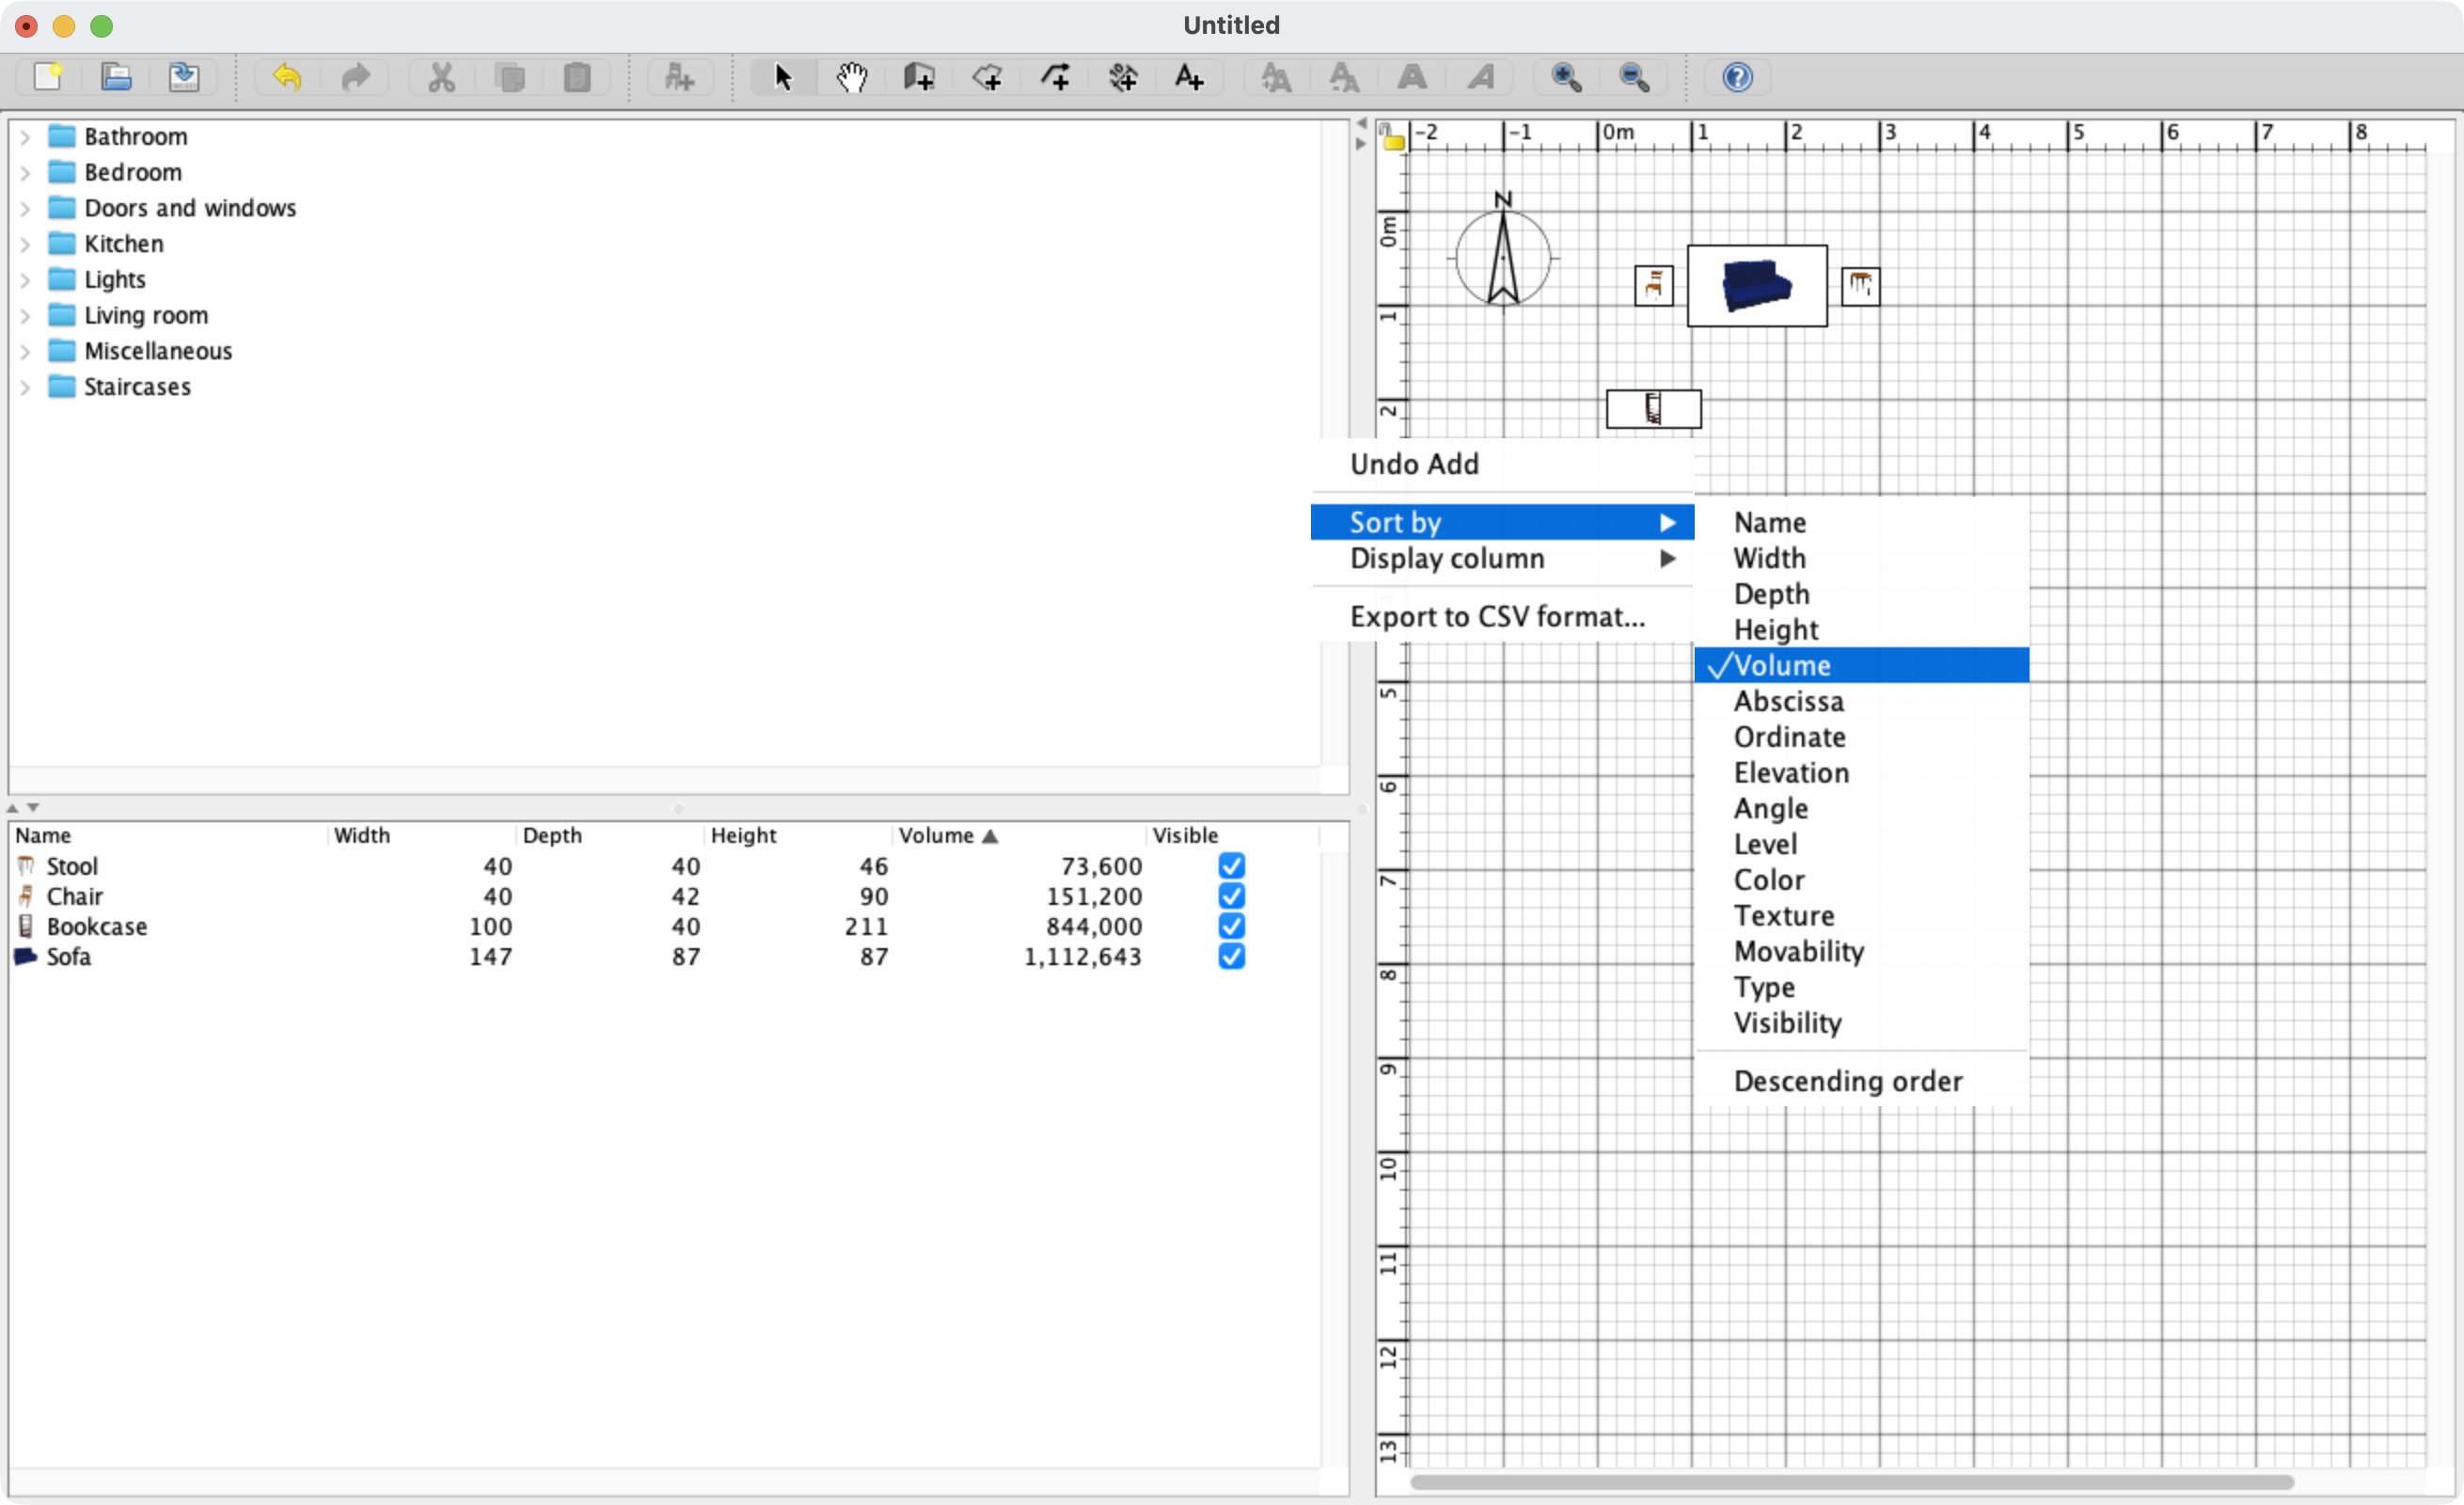 Untitled
Bathroom
Bedroom
Doors and windows
Kitchen
Lights
Living room
Miscellaneous
Staircases
Name Width Depth Height Volume Visible
Stool 40 40 46 73,600
Chair 40 42 90 151,200
Bookcase 100 40 211 844,000
Sofa 147 87 87 1,112,643
-2 -1 0m 1 2 3 4 5 6 7 8
N
0m
1
2
5
6
7
8
9
10
11
12
13
Undo Add
Sort by
Display column
Export to CSV format...
Name
Width
Depth
Height
Volume
Abscissa
Ordinate
Elevation
Angle
Level
Color
Texture
Movability
Type
Visibility
Descending order